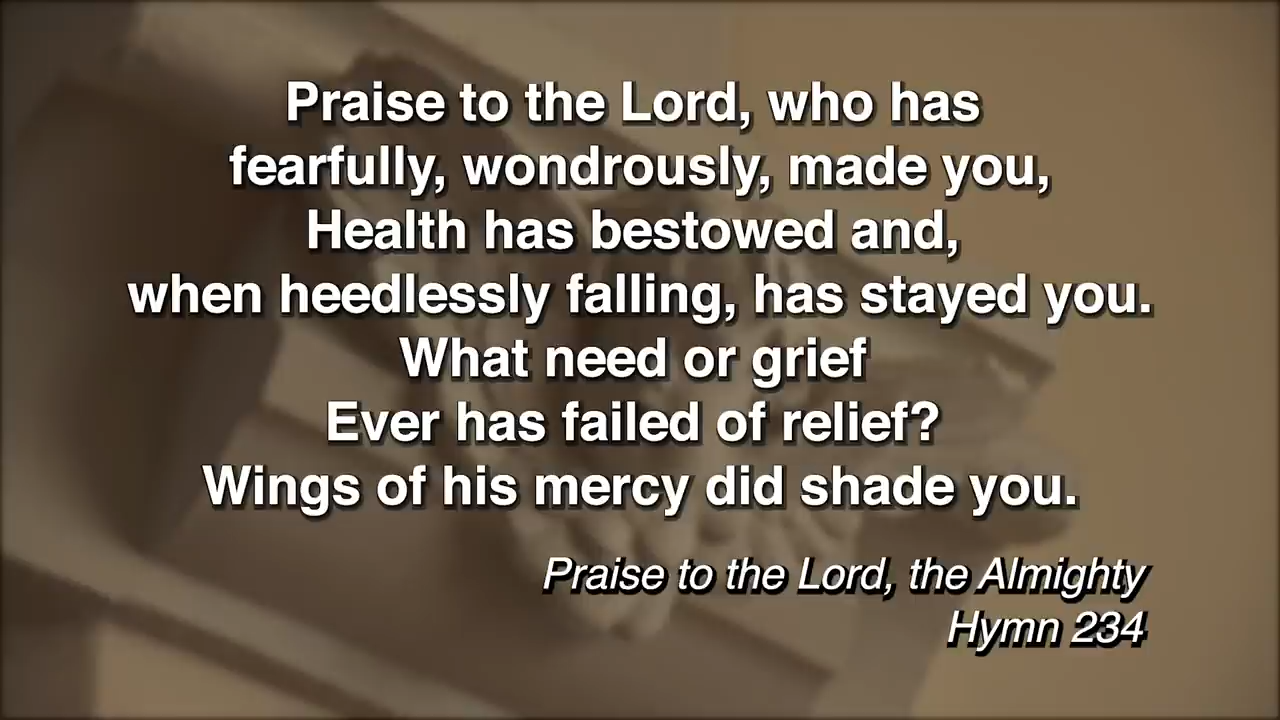 Praise to the Lord, who has
fearfully, wondrously, made you,
Health has bestowed and,
when heedlessly falling, has stayed you.
What need or grief
Ever has failed of relief?
Wings of his mercy did shade you.
Praise to the Lord, the Almighty
Hymn 234